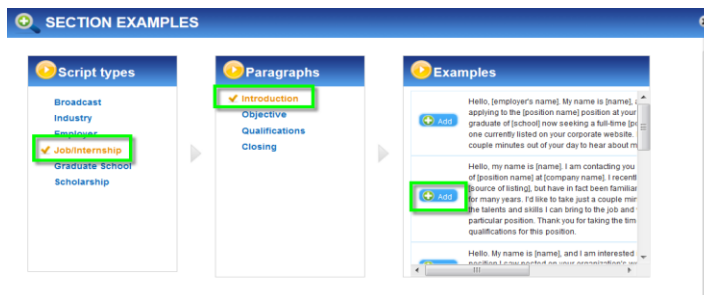 SECTION EXAMPLES
Script types
Broadcast
Industry
Employer
Job/Internship
Graduate School
Scholarship
Paragraphs
Introduction
Objective
Qualifications
Closing
Examples
Add
Hello, [employer's name]. My name is [name],
applying to the [position name] position at your
graduate of [school] now seeking a full-time
one currently listed on your corporate website.
couple minutes out of your day to hear about m
Add
Hello, my name is [name]. I am contacting you
of [position name] at [company name]. I recentl
[source of listing], but have in fact been familiar
for many years. I'd like to take just a couple min
the talents and skills I can bring to the job and
particular position. Thank you for taking the tim
qualifications for this position.
Hello. My name is [name], and I am interested
position I saw posted on your organization's